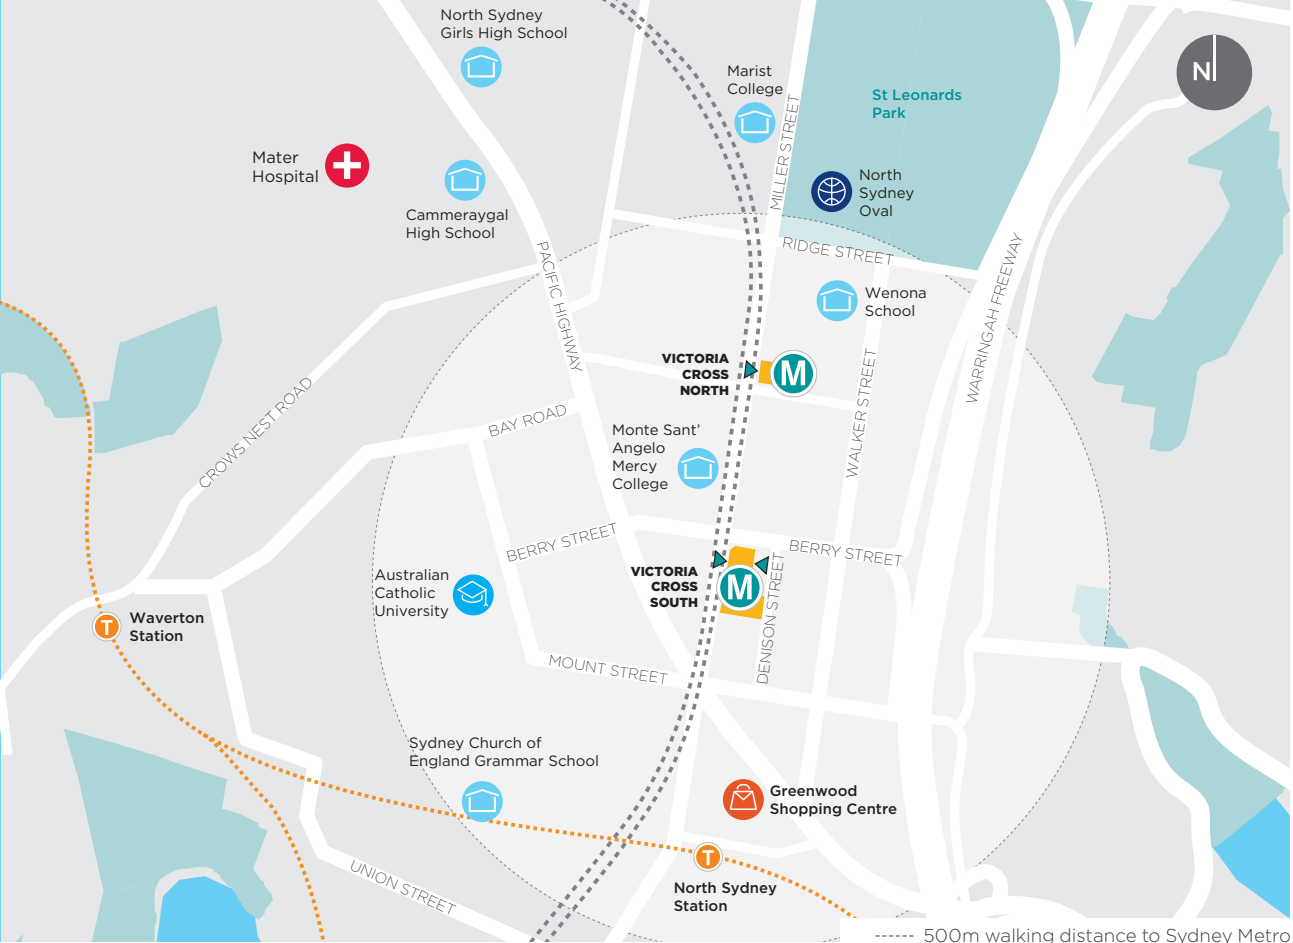 North Sydney
Girls High School
Marist
College
St Leonards
Park
N
Mater
Hospital
MILLER STREET
North
Sydney
Oval
Cammeraygal
High School
RIDGE STREET
PACIFIC HIGHWAY
WARRINGAH FREEWAY
Wenona
School
VICTORIA
CROSS
NORTH
M
WALKER STREET
CROWS NEST ROAD
BAY ROAD
Monte Sant'
Angelo
Mercy
College
BERRY STREET
BERRY STREET
VICTORIA
CROSS
SOUTH
M
DENISON STREET
Australian
Catholic
University
T
Waverton
Station
MOUNT STREET
Sydney Church of
England Grammar School
Greenwood
Shopping Centre
T
North Sydney
Station
UNION STREET
500m walking distance to Sydney Metro